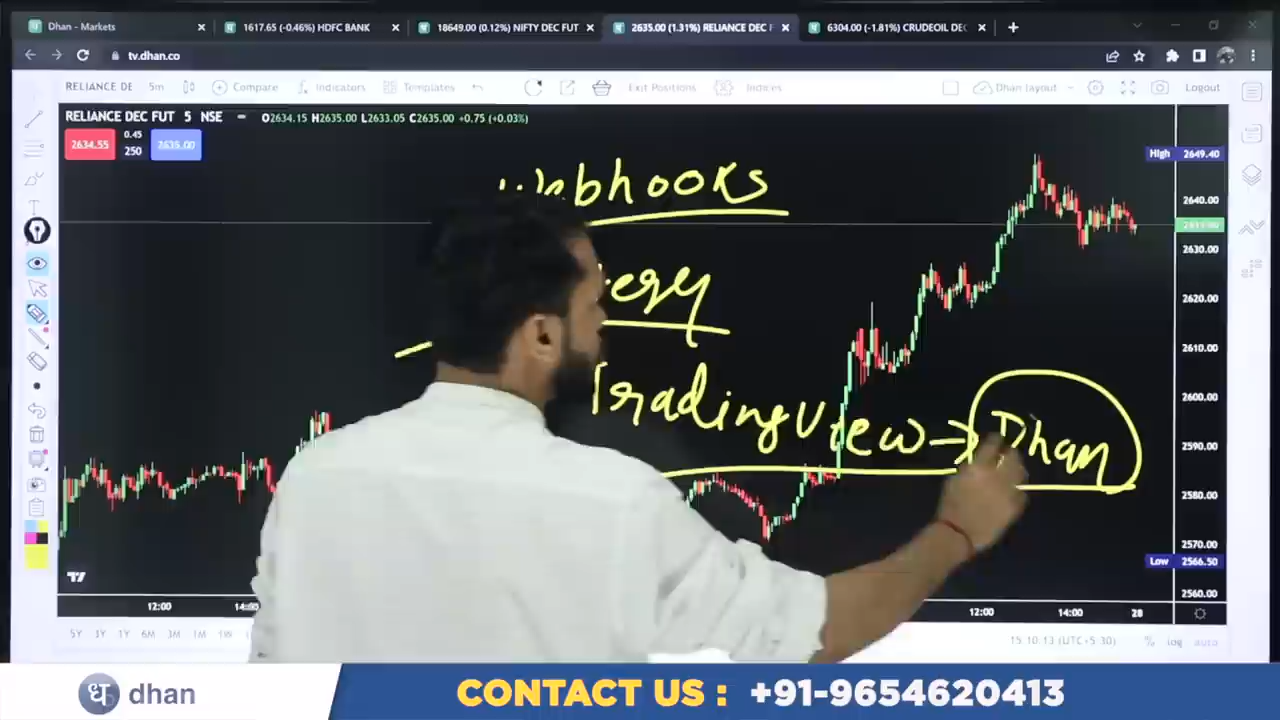 Dhan - Markets
1617.65 (-0.46%) HDFC BANK
18649.00 (0.12%) NIFTY DEC FUT
2635.00 (1.31%) RELIANCE DEC F
6304.00 (-1.81%) CRUDEOIL DEC
tv.dhan.co
RELIANCE DE 5m Compare Indicators Templates Exit Positions Indices Dhan layout Logout
RELIANCE DEC FUT 5 NSE O2634.15 H2635.00 L2633.05 C2635.00 +0.75 (+0.03%)
2634.55 0.45 250 2635.00
High 2649.40
2640.00
2635.00
2630.00
2620.00
2610.00
2600.00
2590.00
2580.00
2570.00
Low 2566.50
2560.00
bhooks
ery
TradingView → Dhan
12:00 14:00 12:00 14:00 28
5Y 3Y 1Y 6M 3M 1M 1W
15:10:13 (UTC+5:30) % log auto
ध dhan
CONTACT US : +91-9654620413